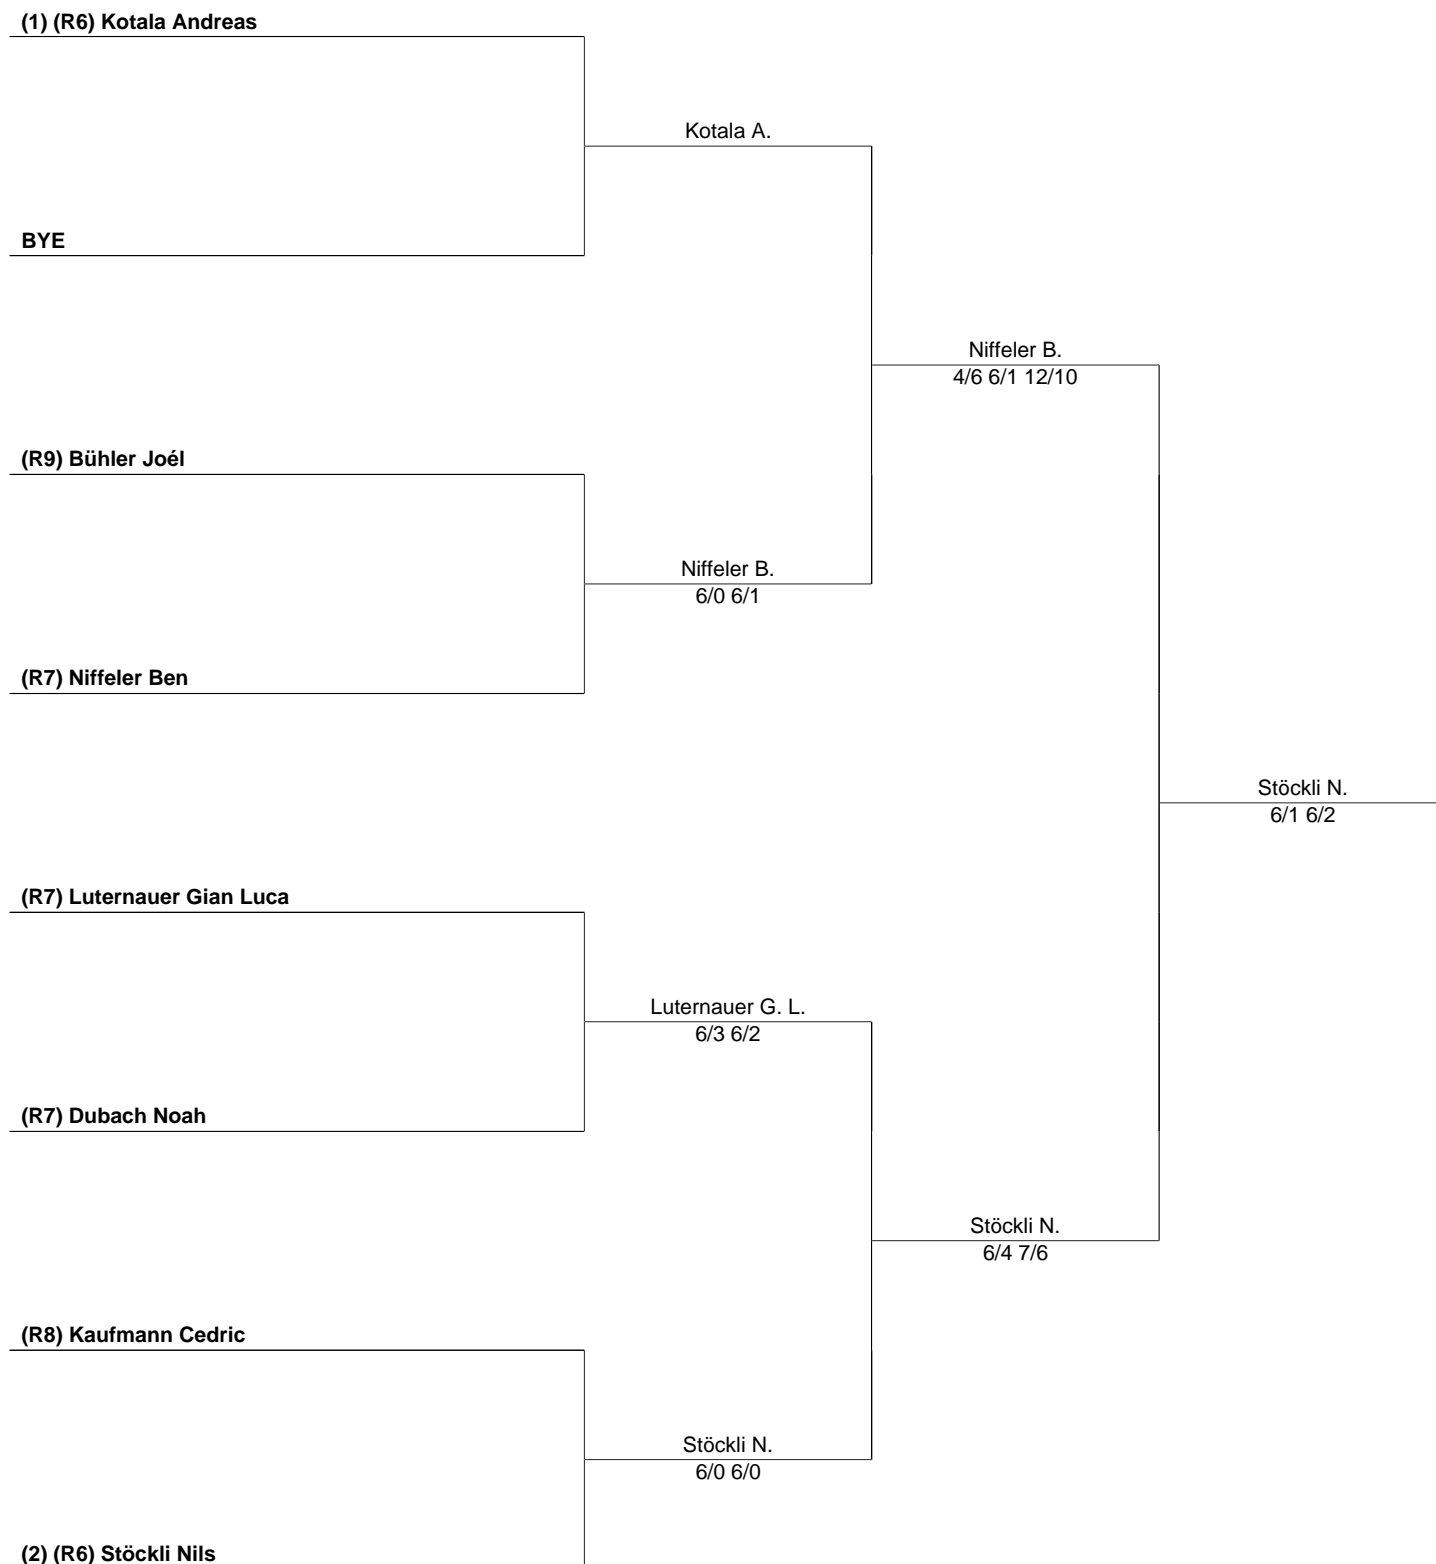 (1) (R6) Kotala Andreas
Kotala A.
BYE
Niffeler B.
4/6 6/1 12/10
(R9) Bühler Joél
Niffeler B.
6/0 6/1
(R7) Niffeler Ben
Stöckli N.
6/1 6/2
(R7) Luternauer Gian Luca
Luternauer G. L.
6/3 6/2
(R7) Dubach Noah
Stöckli N.
6/4 7/6
(R8) Kaufmann Cedric
Stöckli N.
6/0 6/0
(2) (R6) Stöckli Nils